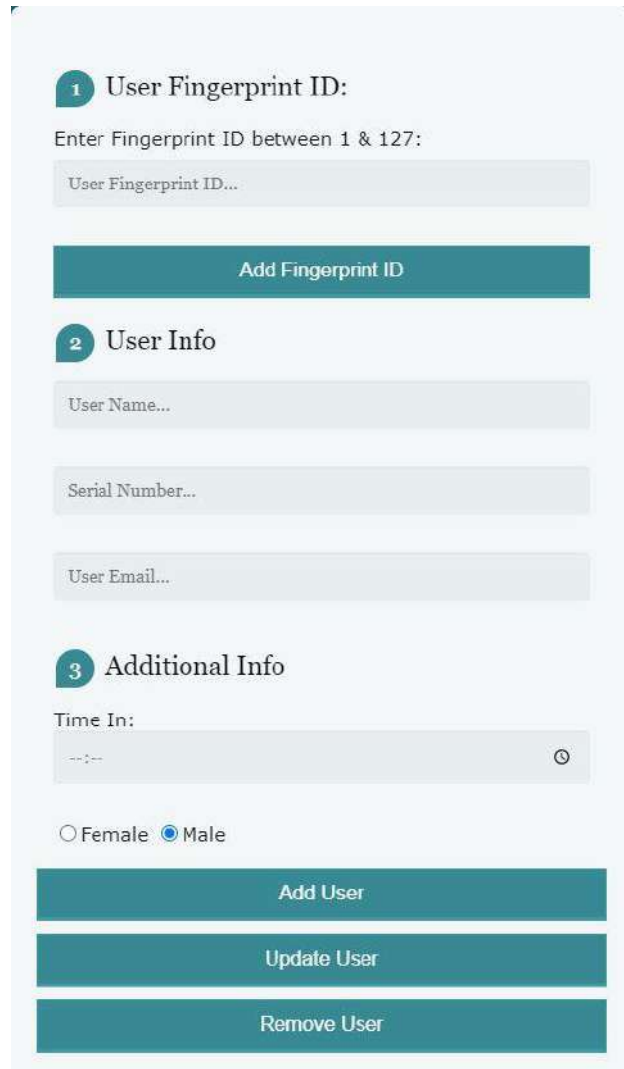 1 User Fingerprint ID:
Enter Fingerprint ID between 1 & 127:
User Fingerprint ID...
Add Fingerprint ID
2 User Info
User Name...
Serial Number...
User Email...
3 Additional Info
Time In:
--:--
Female Male
Add User
Update User
Remove User